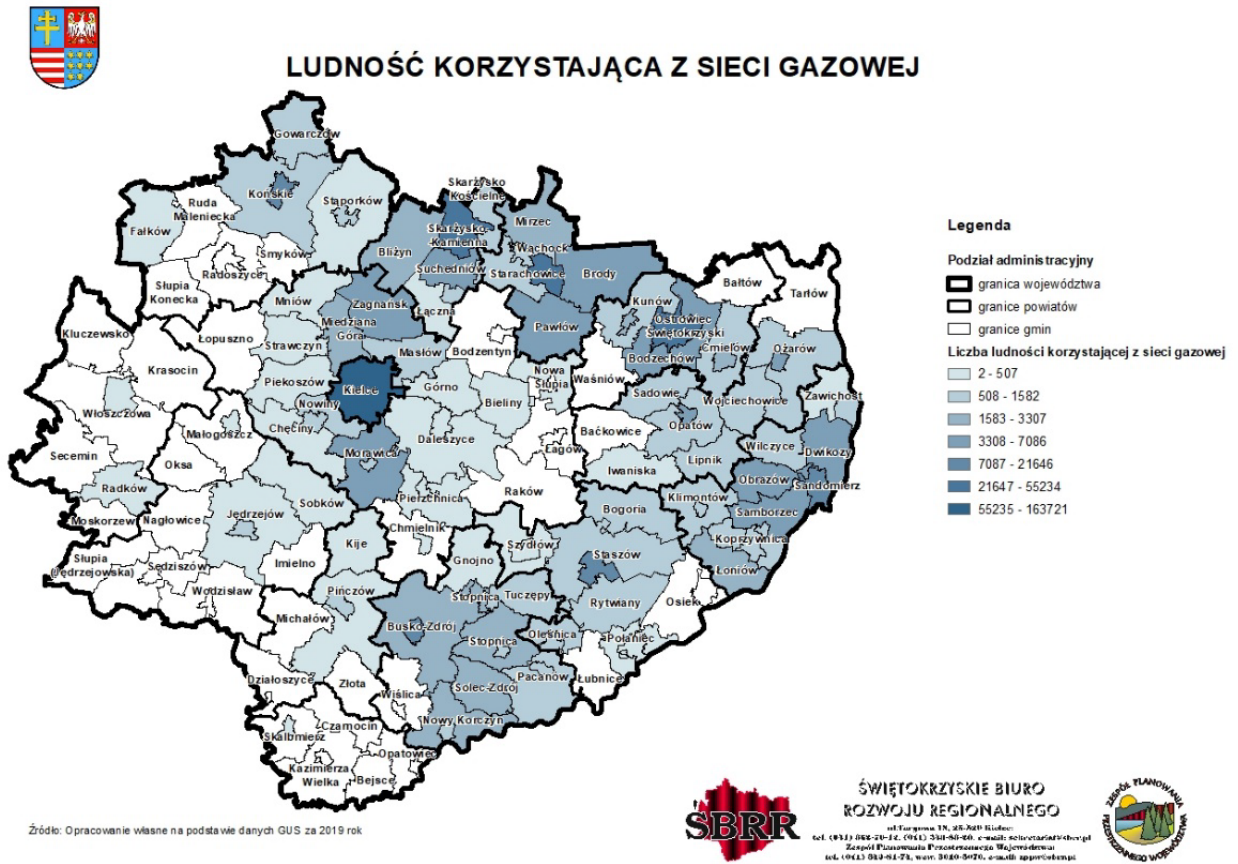 LUDNOŚĆ KORZYSTAJĄCA Z SIECI GAZOWEJ
Gowarczów
Końskie
Stąporków
Ruda
Maleniecka
Fałków
Smyków
Radoszyce
Słupia
Konecka
Skarżysko
Kościelne
Skarżysko
-Kamienna
Bliżyn
Suchedniów
Mirzec
Wąchock
Starachowice
Brody
Pawłów
Łączna
Mniów
Zagnańsk
Miedziana
Góra
Strawczyn
Masłów
Bodzentyn
Łopuszno
Kluczewsko
Krasocin
Włoszczowa
Secemin
Radków
Moskorzew
Małogoszcz
Oksa
Nagłowice
Jędrzejów
Sobków
Słupia
(Jędrzejowska)
Sędziszów
Wodzisław
Imielno
Piekoszów
Kielce
Nowiny
Chęciny
Górno
Bieliny
Nowa
Słupia
Daleszyce
Morawica
Pierzchnica
Łagów
Raków
Chmielnik
Kunów
Ostrowiec
Świętokrzyski
Bodzechów
Ćmielów
Waśniów
Bałtów
Tarłów
Ożarów
Sadowie
Wojciechowice
Opatów
Baćkowice
Iwaniska
Lipnik
Zawichost
Wilczyce
Dwikozy
Obrazów
Sandomierz
Samborzec
Klimontów
Koprzywnica
Łoniów
Bogoria
Staszów
Szydłów
Rytwiany
Osiek
Połaniec
Oleśnica
Łubnice
Kije
Pińczów
Michałów
Działoszyce
Złota
Gnojno
Stopnica
Tuczępy
Busko-Zdrój
Stopnica
Solec-Zdrój
Pacanów
Wiślica
Nowy Korczyn
Skalbmierz
Czarnocin
Kazimierza
Wielka
Bejsce
Opatowiec
Legenda
Podział administracyjny
granica województwa
granice powiatów
granice gmin
Liczba ludności korzystającej z sieci gazowej
2 - 507
508 - 1582
1583 - 3307
3308 - 7086
7087 - 21646
21647 - 55234
55235 - 163721
Źródło: Opracowanie własne na podstawie danych GUS za 2019 rok
SBRR
ŚWIĘTOKRZYSKIE BIURO
ROZWOJU REGIONALNEGO
ZESPÓŁ PLANOWANIA
PRZESTRZENNEGO WOJEWÓDZTWA